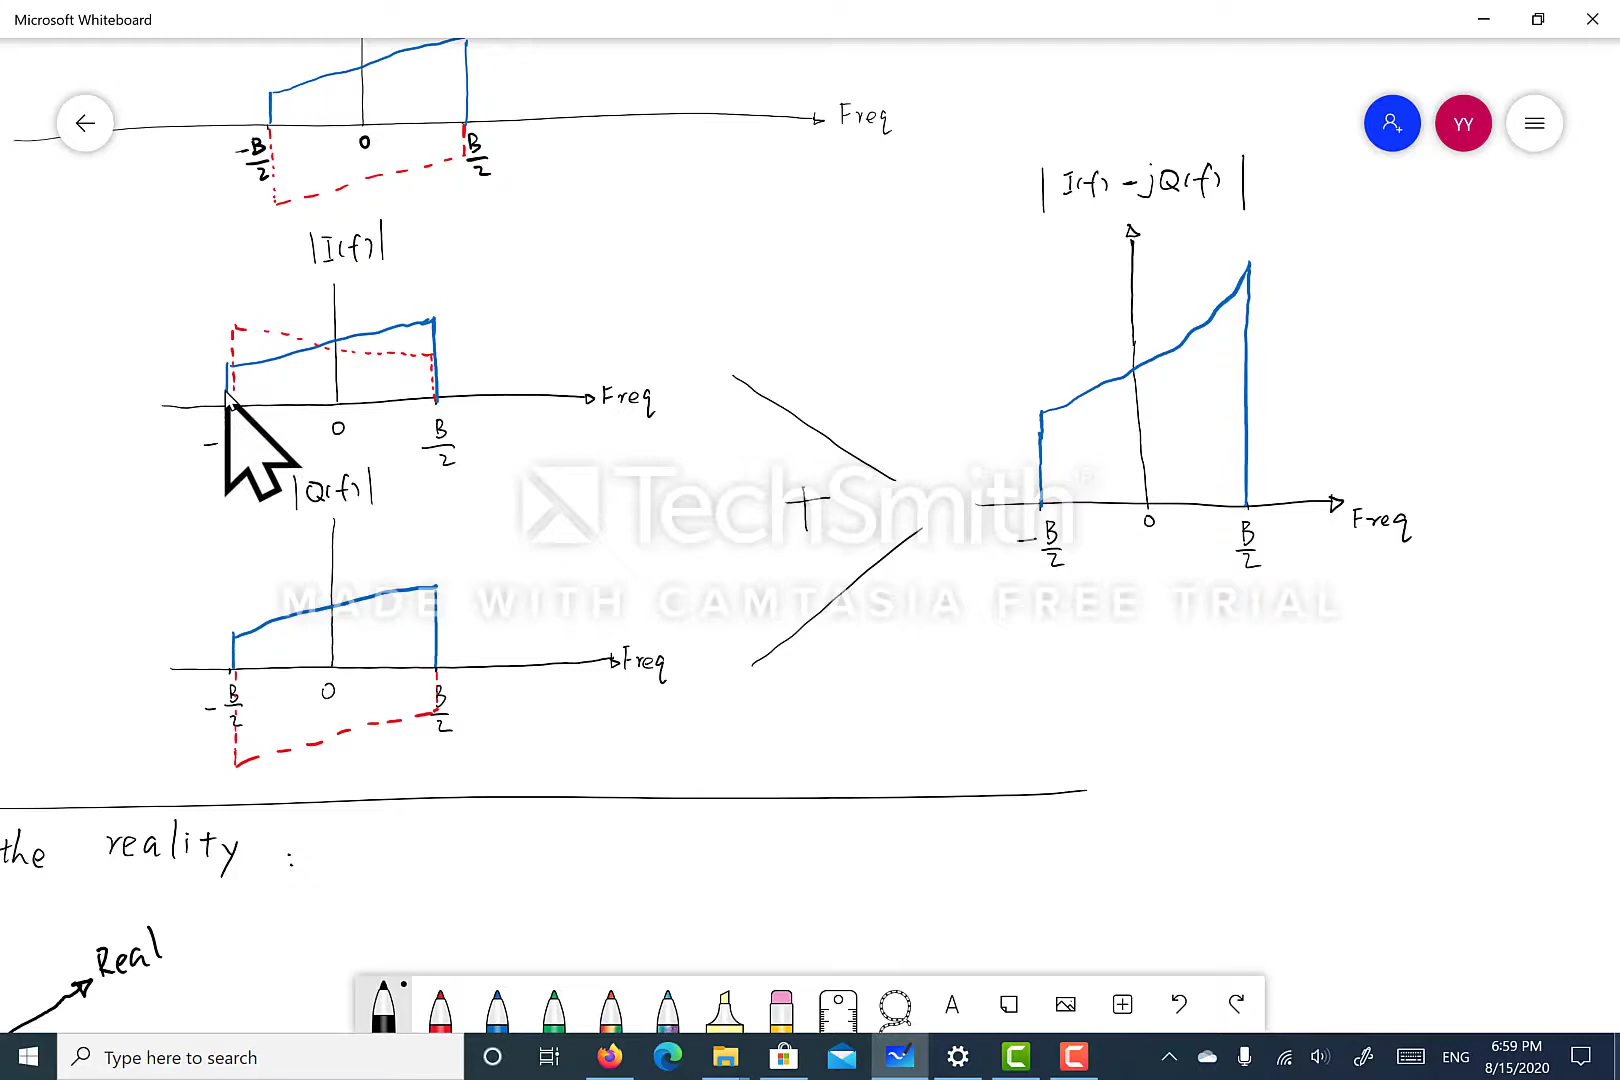 Microsoft Whiteboard
Freq
-B/2 0 B/2
YY
|I(f) - jQ(f)|
|I(f)|
Freq
- 0 B/2
|Q(f)|
+
TechSmith
MADE WITH CAMTASIA FREE TRIAL
-B/2 0 B/2 Freq
Freq
-B/2 0 B/2
the reality :
Real
A
Type here to search
ENG
6:59 PM
8/15/2020